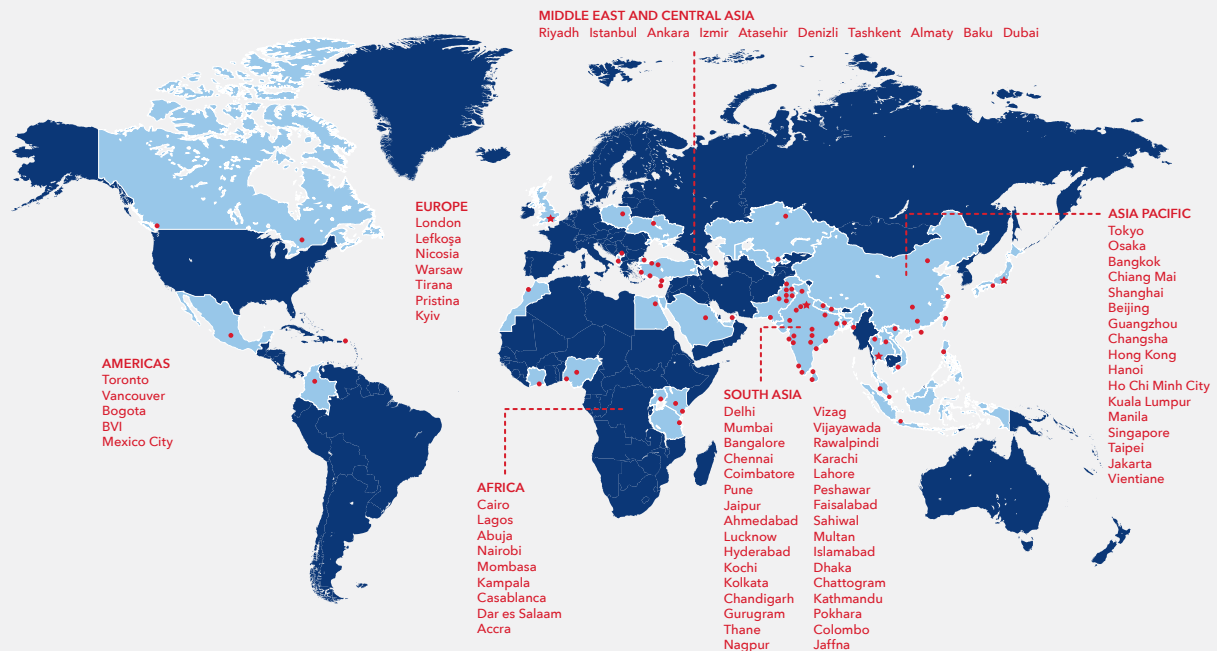 MIDDLE EAST AND CENTRAL ASIA
Riyadh Istanbul Ankara Izmir Atasehir Denizli Tashkent Almaty Baku Dubai
EUROPE
London
Lefkoşa
Nicosia
Warsaw
Tirana
Pristina
Kyiv
ASIA PACIFIC
Tokyo
Osaka
Bangkok
Chiang Mai
Shanghai
Beijing
Guangzhou
Changsha
Hong Kong
Hanoi
Ho Chi Minh City
Kuala Lumpur
Manila
Singapore
Taipei
Jakarta
Vientiane
AMERICAS
Toronto
Vancouver
Bogota
BVI
Mexico City
AFRICA
Cairo
Lagos
Abuja
Nairobi
Mombasa
Kampala
Casablanca
Dar es Salaam
Accra
SOUTH ASIA
Delhi
Mumbai
Bangalore
Chennai
Coimbatore
Pune
Jaipur
Ahmedabad
Lucknow
Hyderabad
Kochi
Kolkata
Chandigarh
Gurugram
Thane
Nagpur
Vizag
Vijayawada
Rawalpindi
Karachi
Lahore
Peshawar
Faisalabad
Sahiwal
Multan
Islamabad
Dhaka
Chattogram
Kathmandu
Pokhara
Colombo
Jaffna